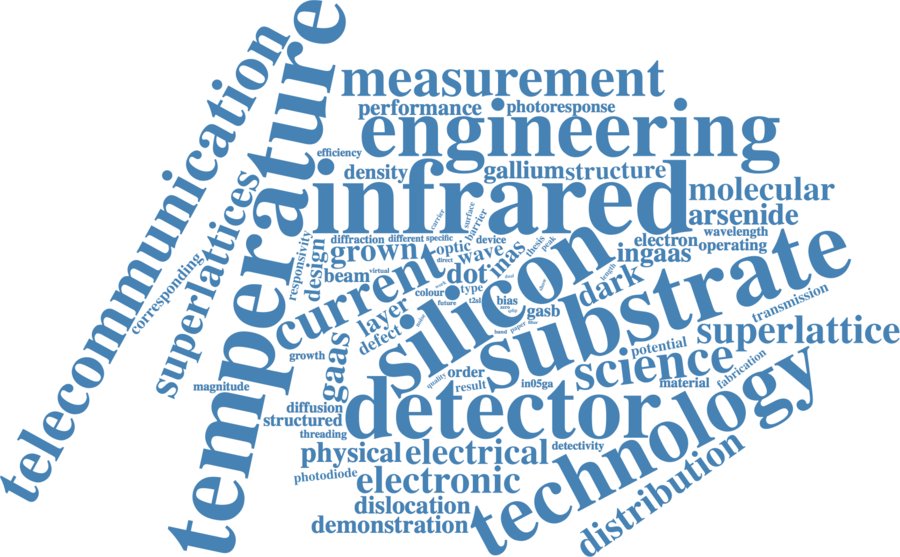 telecommunication
temperature
measurement
performance
photoresponse
engineering
efficiency
density
gallium
structure
infrared
molecular
arsenide
superlattices
corresponding
carrier
surface
barrier
wavelength
diffraction
different
specific
device
electron
operating
responsivity
design
grown
optic
wave
inas
thesis
peak
ingaas
direct
beam
virtual
current
dot
silicon
length
dark
substrate
colour
type
future
t2sl
bias
gasb
layer
defect
transmission
superlattice
growth
gaas
potential
science
band
paper
magnitude
order
quality
result
in05ga
material
fabrication
technology
diffusion
structured
threading
detector
physical
electrical
detectivity
photodiode
electronic
distribution
dislocation
demonstration